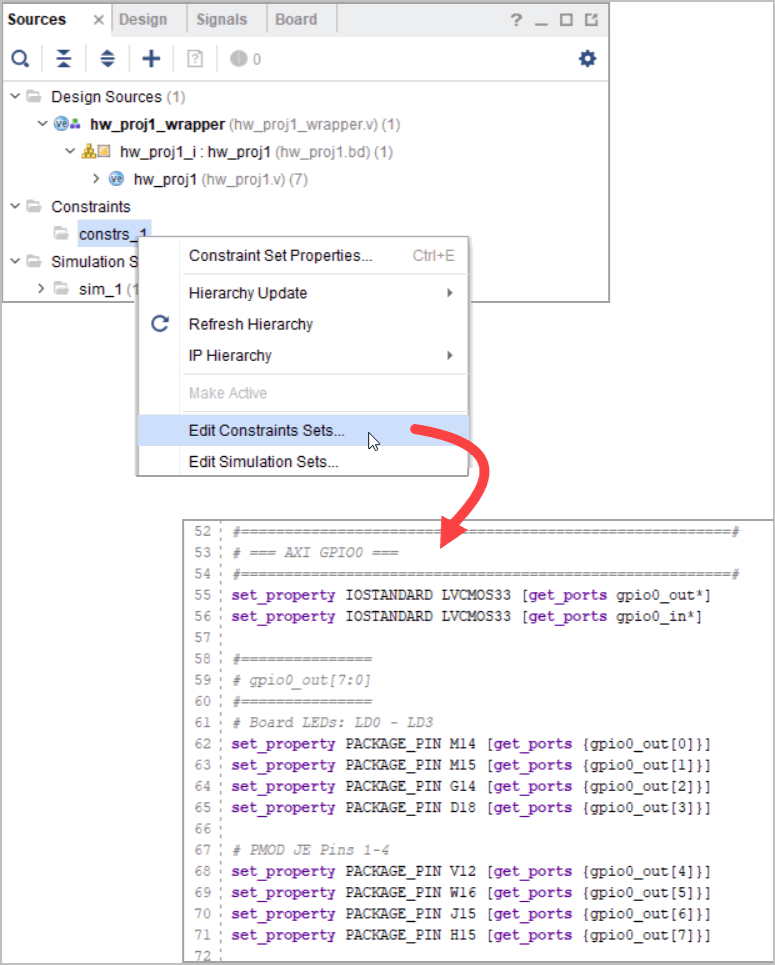 Sources × Design Signals Board ? _
0
Design Sources (1)
hw_proj1_wrapper (hw_proj1_wrapper.v) (1)
hw_proj1_i : hw_proj1 (hw_proj1.bd) (1)
hw_proj1 (hw_proj1.v) (7)
Constraints
constrs_1
Constraint Set Properties... Ctrl+E
Simulation S
sim_1 (1
Hierarchy Update
Refresh Hierarchy
IP Hierarchy
Make Active
Edit Constraints Sets...
Edit Simulation Sets...
52 #====================================================#
53 # === AXI GPIO0 ===
54 #====================================================#
55 set_property IOSTANDARD LVCMOS33 [get_ports gpio0_out*]
56 set_property IOSTANDARD LVCMOS33 [get_ports gpio0_in*]
57
58 #==============
59 # gpio0_out[7:0]
60 #==============
61 # Board LEDs: LD0 - LD3
62 set_property PACKAGE_PIN M14 [get_ports {gpio0_out[0]}]
63 set_property PACKAGE_PIN M15 [get_ports {gpio0_out[1]}]
64 set_property PACKAGE_PIN G14 [get_ports {gpio0_out[2]}]
65 set_property PACKAGE_PIN D18 [get_ports {gpio0_out[3]}]
66
67 # PMOD JE Pins 1-4
68 set_property PACKAGE_PIN V12 [get_ports {gpio0_out[4]}]
69 set_property PACKAGE_PIN W16 [get_ports {gpio0_out[5]}]
70 set_property PACKAGE_PIN J15 [get_ports {gpio0_out[6]}]
71 set_property PACKAGE_PIN H15 [get_ports {gpio0_out[7]}]
72